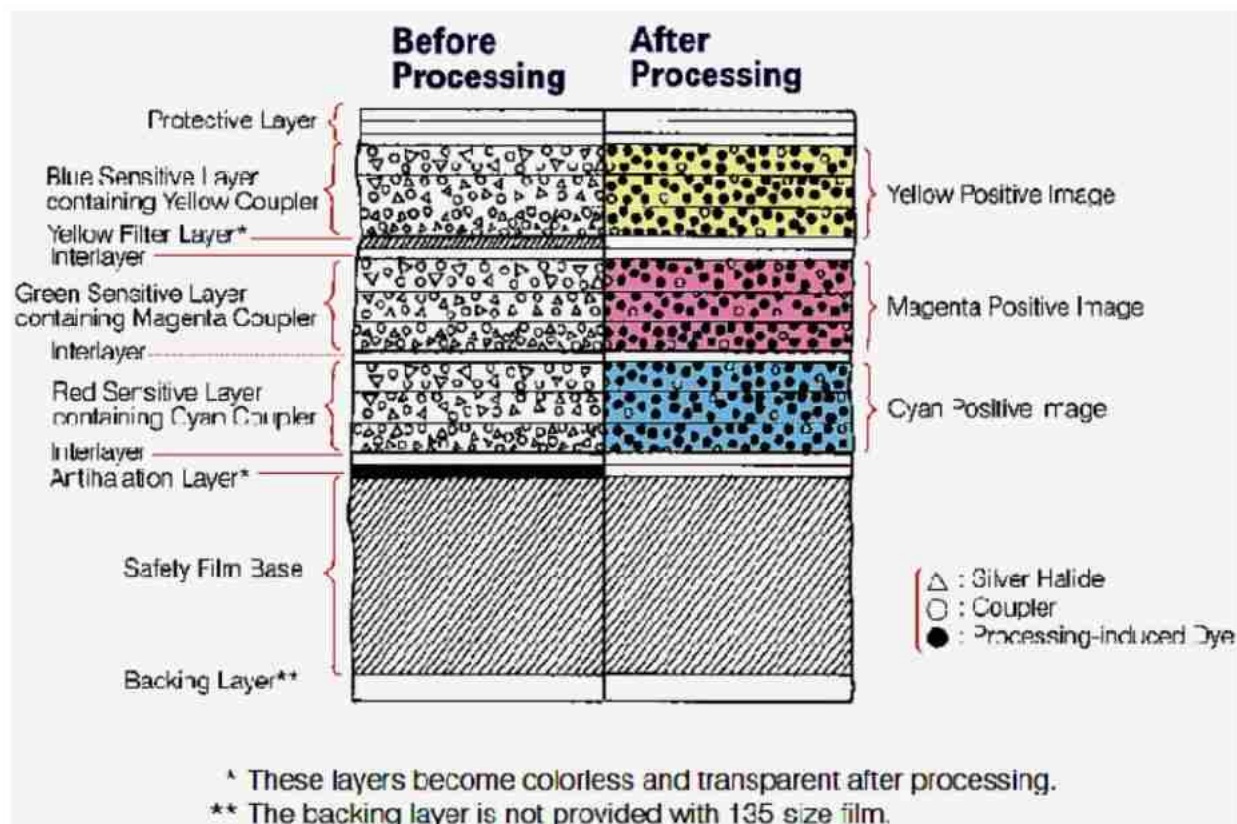 Before
Processing
After
Processing
Protective Layer
Blue Sensitive Layer
containing Yellow Coupler
Yellow Filter Layer*
Interlayer
Green Sensitive Layer
containing Magenta Coupler
Interlayer
Red Sensitive Layer
containing Cyan Coupler
Interlayer
Antihalation Layer*
Safety Film Base
Backing Layer**
Yellow Positive Image
Magenta Positive Image
Cyan Positive Image
△ : Silver Halide
○ : Coupler
● : Processing-induced Dye
* These layers become colorless and transparent after processing.
** The backing layer is not provided with 135 size film.